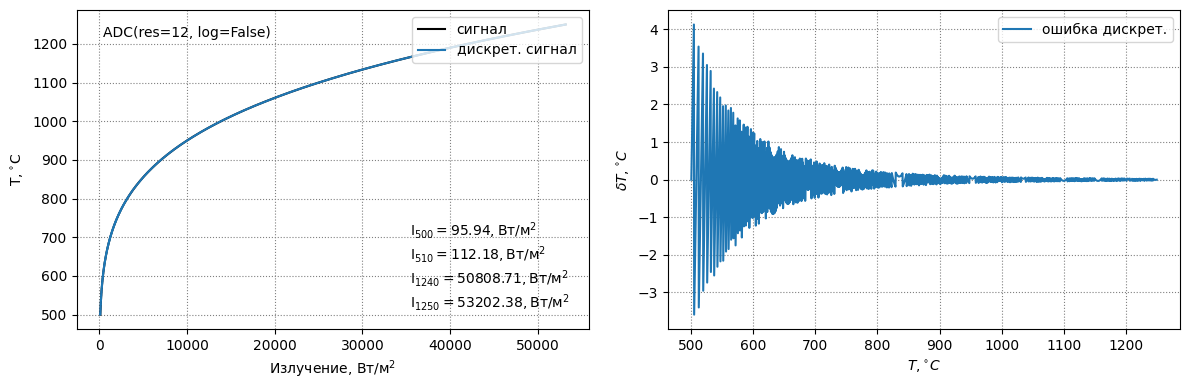 ADC(res=12, log=False)
сигнал
дискрет. сигнал
T, °C
1200
1100
1000
900
800
700
600
500
I500 = 95.94, Вт/м²
I510 = 112.18, Вт/м²
I1240 = 50808.71, Вт/м²
I1250 = 53202.38, Вт/м²
0 10000 20000 30000 40000 50000
Излучение, Вт/м²
ошибка дискрет.
δT, °C
4
3
2
1
0
−1
−2
−3
500 600 700 800 900 1000 1100 1200
T, °C